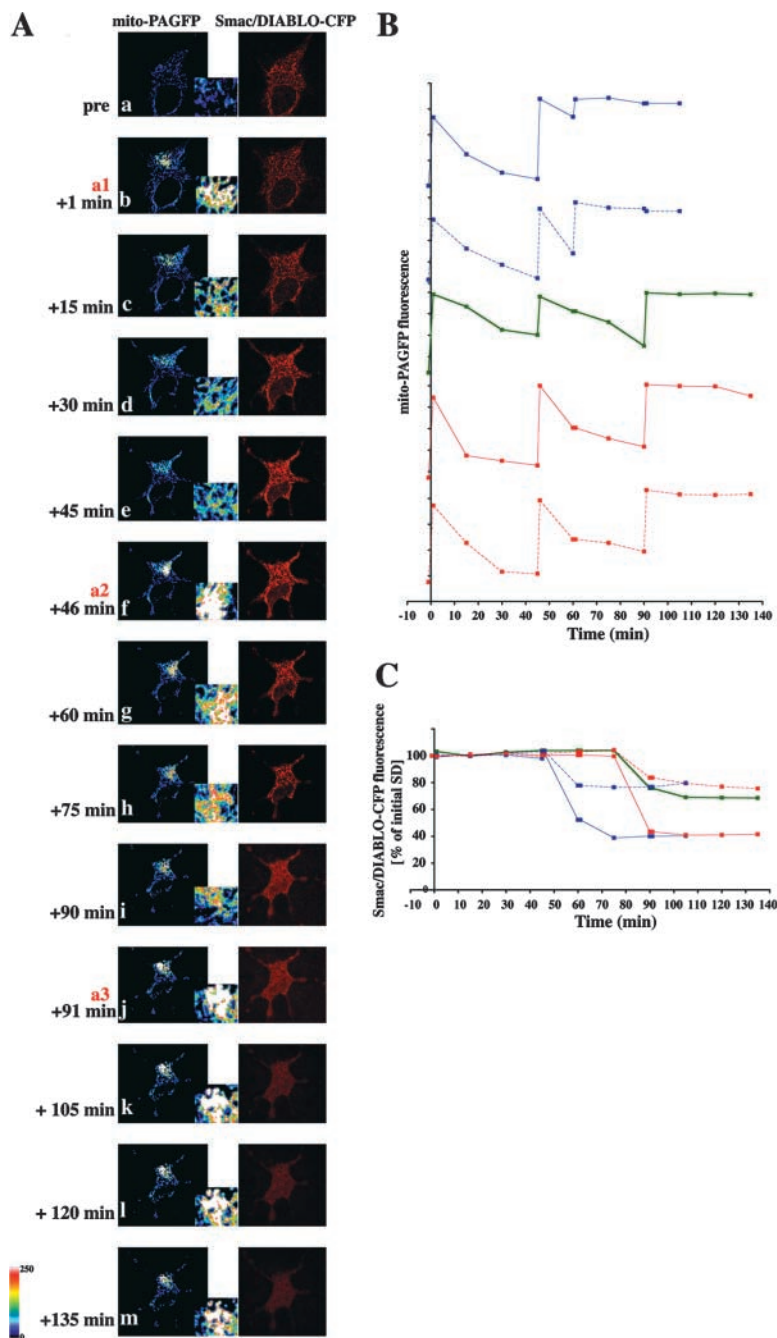 A
mito-PAGFP Smac/DIABLO-CFP
pre
a
a1
+1 min
b
+15 min
c
+30 min
d
+45 min
e
a2
+46 min
f
+60 min
g
+75 min
h
+90 min
i
a3
+91 min
j
+ 105 min
k
+ 120 min
l
+135 min
m
250
0
B
mito-PAGFP fluorescence
-10 0 10 20 30 40 50 60 70 80 90 100 110 120 130 140
Time (min)
C
Smac/DIABLO-CFP fluorescence
[% of initial SD]
100
80
60
40
20
0
-10 0 10 20 30 40 50 60 70 80 90 100 110 120 130 140
Time (min)